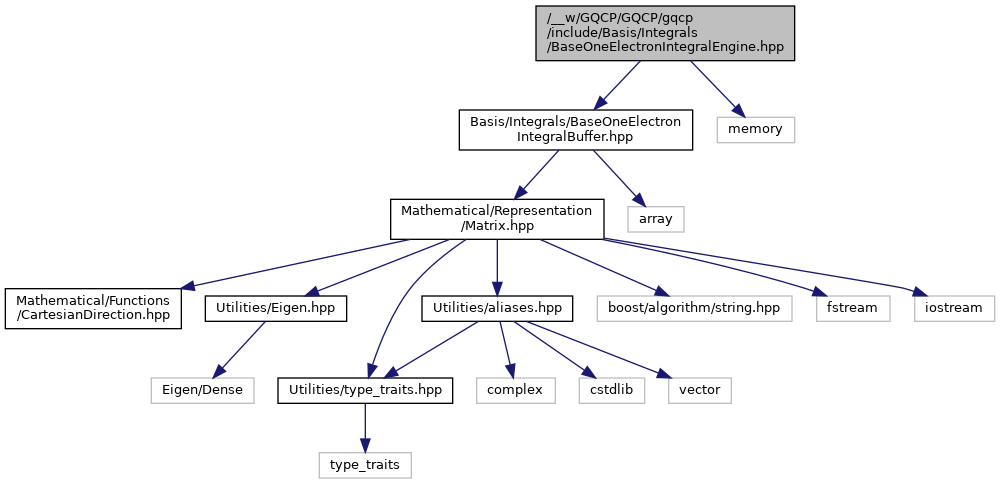 /__w/GQCP/GQCP/gqcp
/include/Basis/Integrals
/BaseOneElectronIntegralEngine.hpp
Basis/Integrals/BaseOneElectron
IntegralBuffer.hpp
memory
Mathematical/Representation
/Matrix.hpp
array
Mathematical/Functions
/CartesianDirection.hpp
Utilities/Eigen.hpp
Utilities/aliases.hpp
boost/algorithm/string.hpp
fstream
iostream
Eigen/Dense
Utilities/type_traits.hpp
complex
cstdlib
vector
type_traits